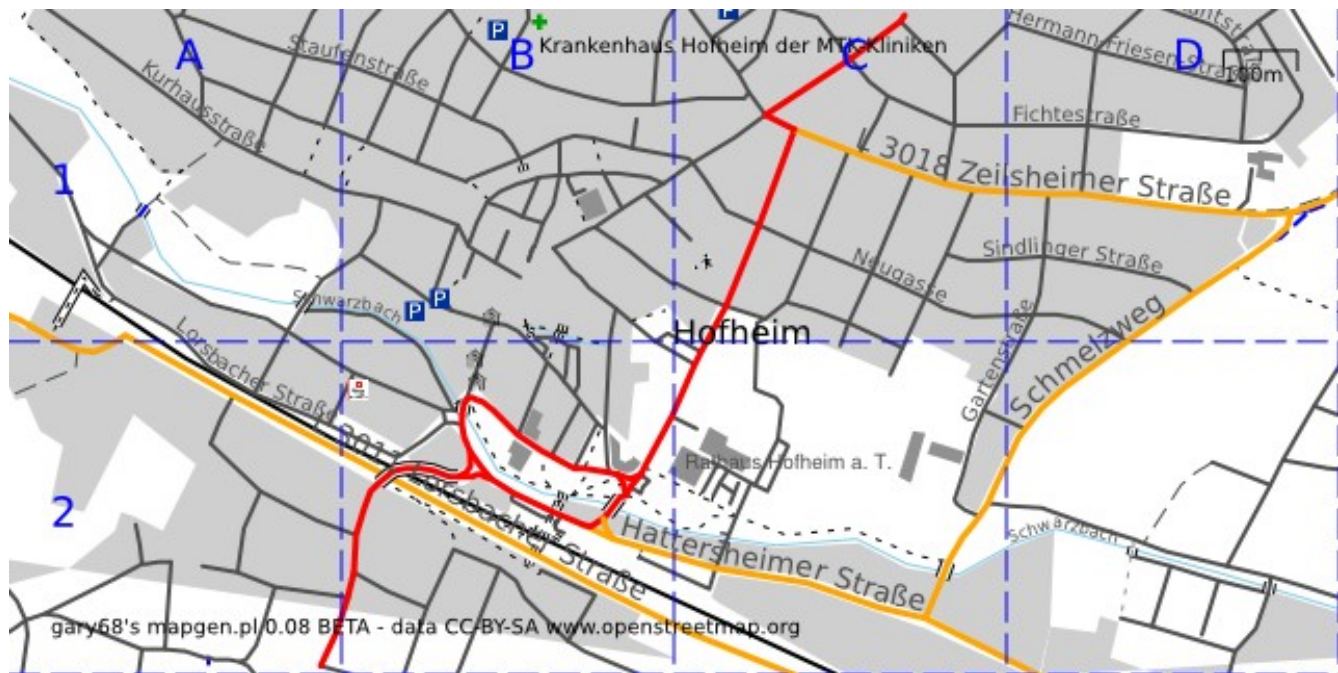 A
B
C
D
P
P
Krankenhaus Hofheim der MTK-Kliniken
Hermann-Friesen-straße
100m
Staufenstraße
Kurhausstraße
Fichtestraße
L 3018 Zeilsheimer Straße
1
Sindlinger Straße
Neugasse
Schwarzbach
P
P
Hofheim
Lorsbacher Straße
Gartenstraße
Schmelzweg
Rathaus Hofheim a. T.
2
Lorsbacher Straße
Hattersheimer Straße
Schwarzbach
gary68's mapgen.pl 0.08 BETA - data CC-BY-SA www.openstreetmap.org